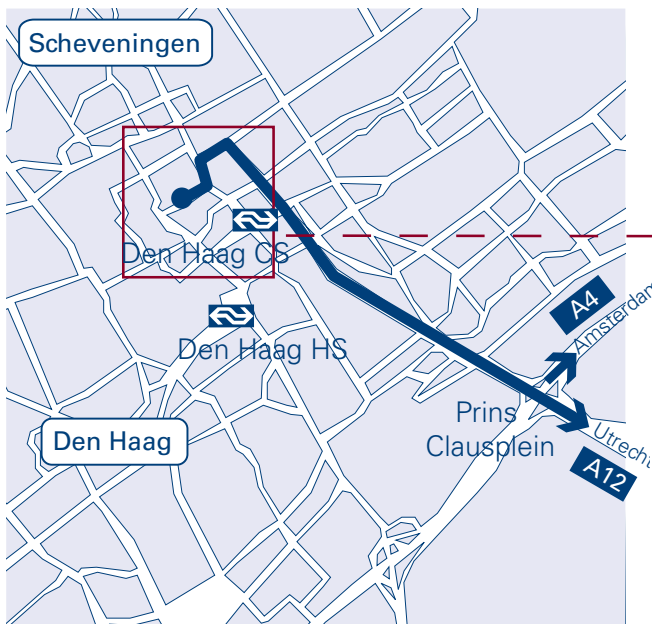 Scheveningen
Den Haag CS
A4
Amsterdam
Den Haag HS
Prins
Clausplein
Den Haag
Utrecht
A12